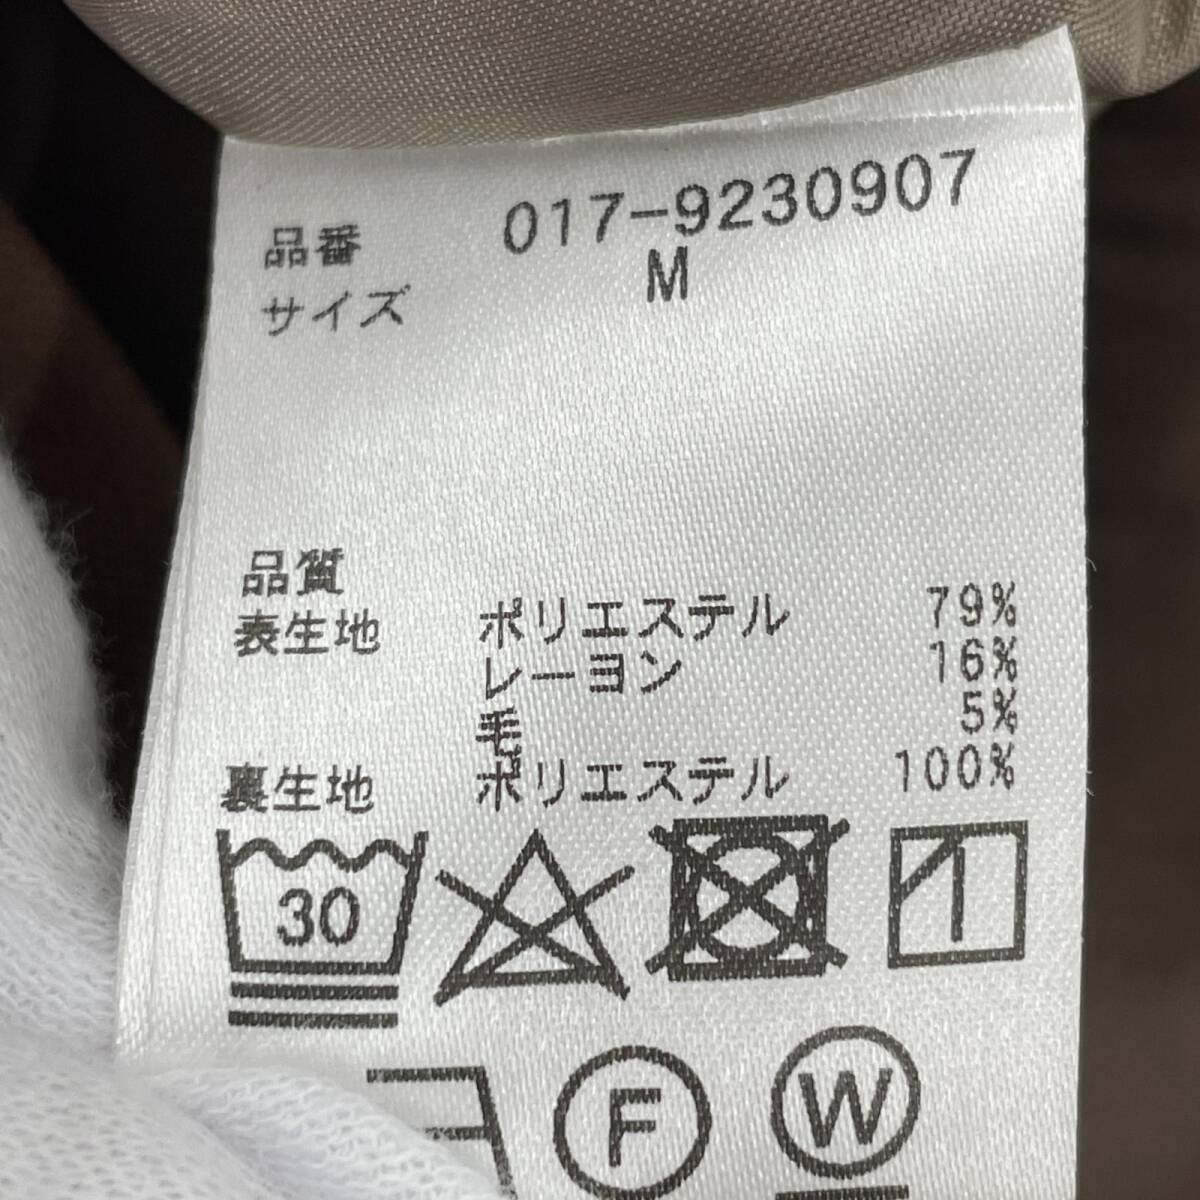 品番 017-9230907
サイズ M
品質
表生地 ポリエステル 79%
レーヨン 16%
毛 5%
裏生地 ポリエステル 100%
30
F W